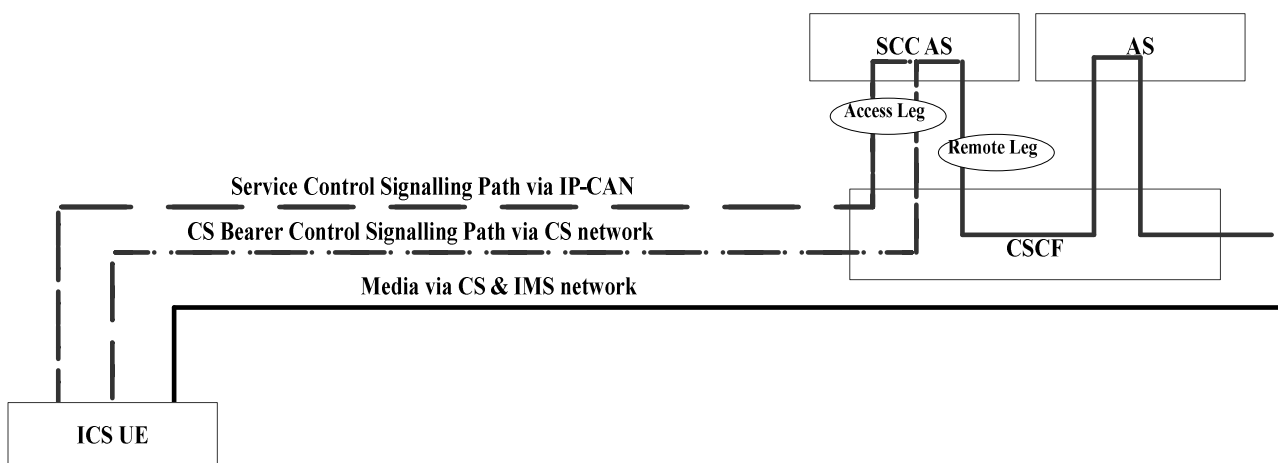 SCC AS
AS
Access Leg
Remote Leg
Service Control Signalling Path via IP-CAN
CS Bearer Control Signalling Path via CS network
CSCF
Media via CS & IMS network
ICS UE